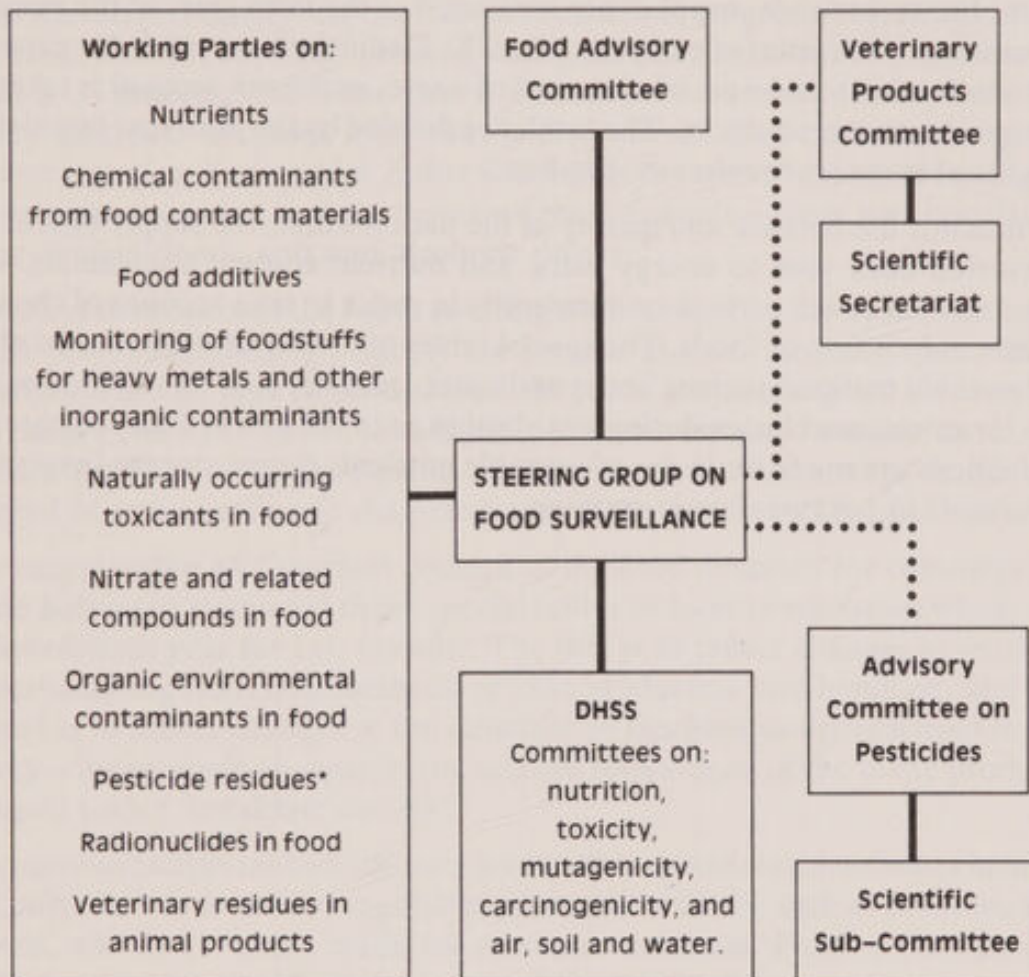 Working Parties on:
Nutrients
Chemical contaminants
from food contact materials
Food additives
Monitoring of foodstuffs
for heavy metals and other
inorganic contaminants
Naturally occurring
toxicants in food
Nitrate and related
compounds in food
Organic environmental
contaminants in food
Pesticide residues*
Radionuclides in food
Veterinary residues in
animal products
Food Advisory
Committee
STEERING GROUP ON
FOOD SURVEILLANCE
DHSS
Committees on:
nutrition,
toxicity,
mutagenicity,
carcinogenicity, and
air, soil and water.
Veterinary
Products
Committee
Scientific
Secretariat
Advisory
Committee on
Pesticides
Scientific
Sub-Committee